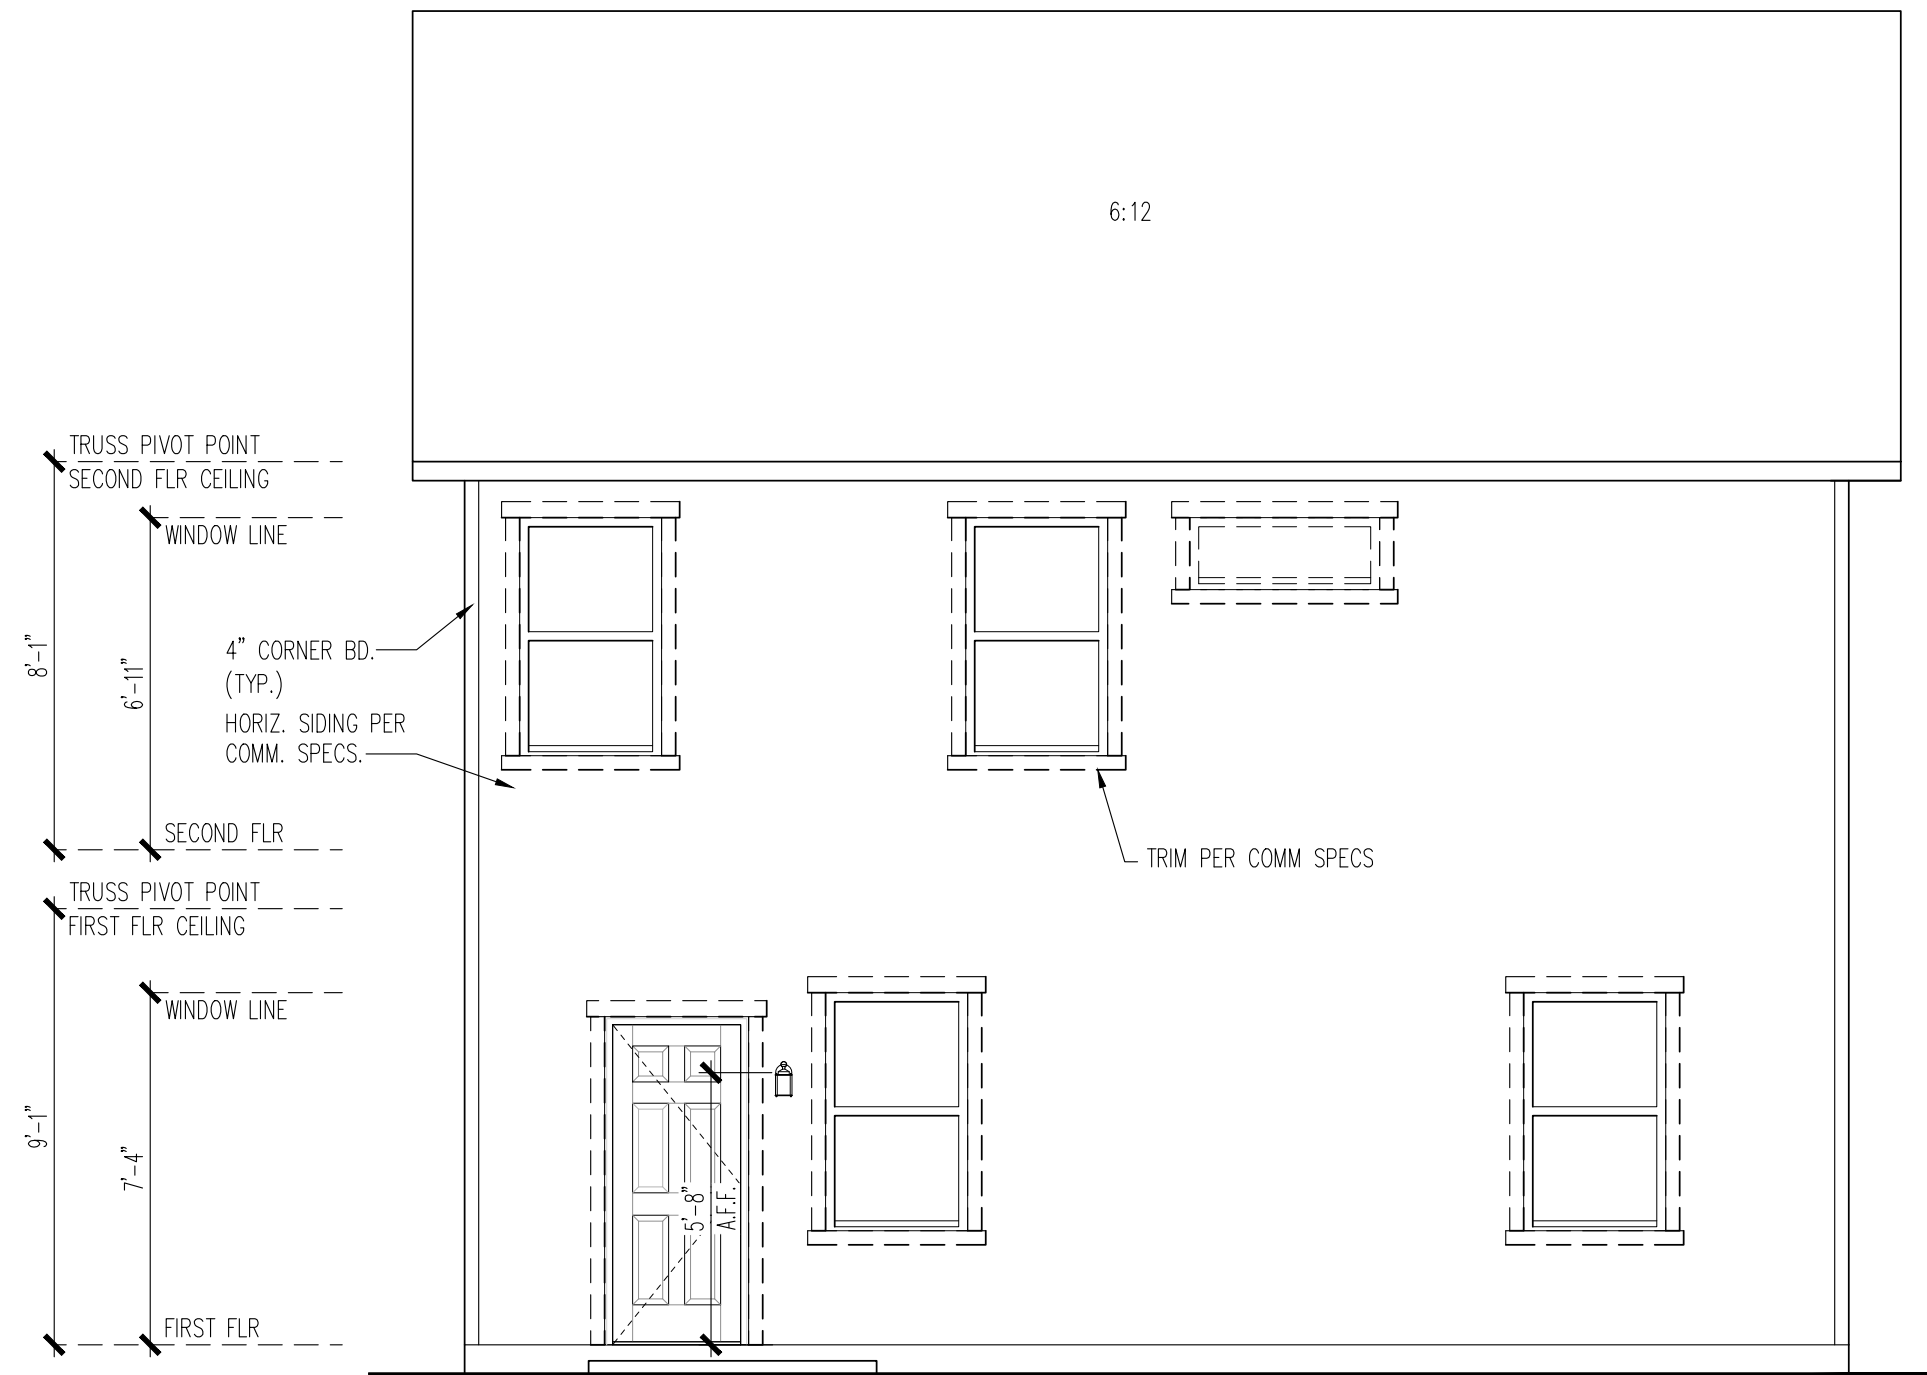 6:12
TRUSS PIVOT POINT
SECOND FLR CEILING
WINDOW LINE
8'-1"
6'-11"
4" CORNER BD.
(TYP.)
HORIZ. SIDING PER
COMM. SPECS.
SECOND FLR
TRIM PER COMM SPECS
TRUSS PIVOT POINT
FIRST FLR CEILING
WINDOW LINE
9'-1"
7'-4"
5'-8"
A.F.F.
FIRST FLR